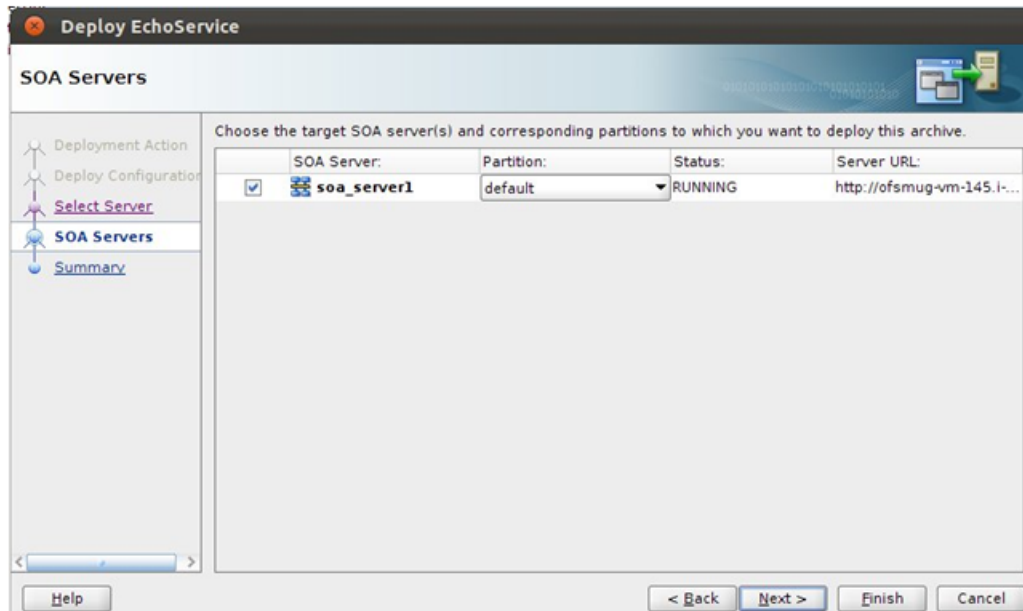 Deploy EchoService
SOA Servers
Choose the target SOA server(s) and corresponding partitions to which you want to deploy this archive.
Deployment Action
Deploy Configuration
Select Server
SOA Servers
Summary
SOA Server: Partition: Status: Server URL:
soa_server1 default RUNNING http://ofsmug-vm-145.i-...
Help < Back Next > Finish Cancel